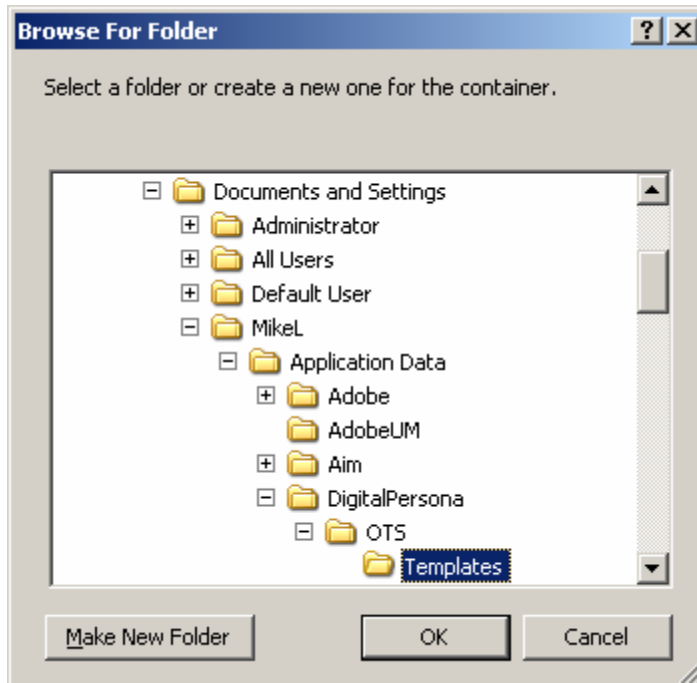 Browse For Folder
Select a folder or create a new one for the container.
Documents and Settings
Administrator
All Users
Default User
MikeL
Application Data
Adobe
AdobeUM
Aim
DigitalPersona
OTS
Templates
Make New Folder
OK
Cancel